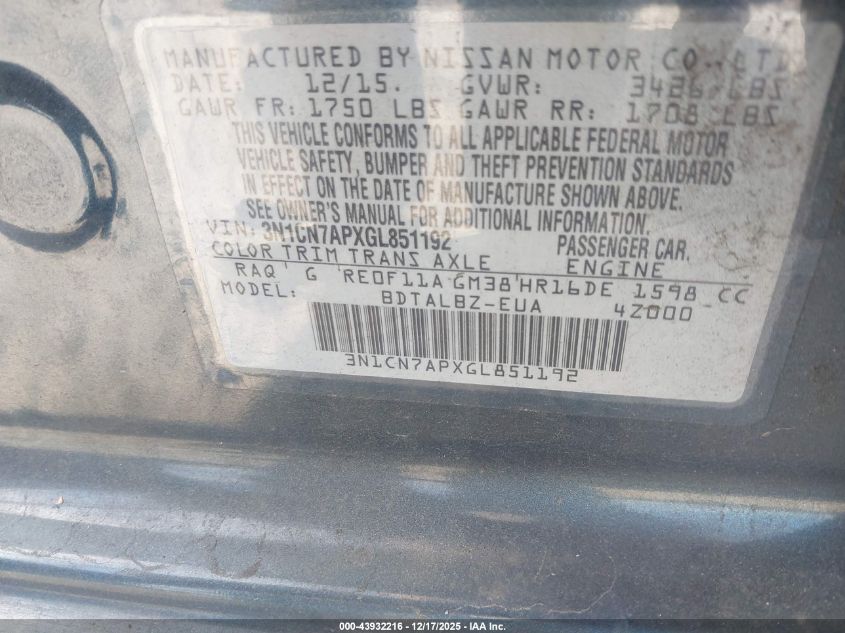 MANUFACTURED BY NISSAN MOTOR CO., LTD
DATE: 12/15. GVWR: 3426 LBS
GAWR FR: 1750 LBS GAWR RR: 1708 LBS
THIS VEHICLE CONFORMS TO ALL APPLICABLE FEDERAL MOTOR
VEHICLE SAFETY, BUMPER AND THEFT PREVENTION STANDARDS
IN EFFECT ON THE DATE OF MANUFACTURE SHOWN ABOVE.
SEE OWNER'S MANUAL FOR ADDITIONAL INFORMATION.
VIN: 3N1CN7APXGL851192 PASSENGER CAR.
COLOR TRIM TRANS AXLE ENGINE
RAQ G RE0F11A GM38 HR16DE 1598 CC
MODEL: BDTALBZ-EUA 4Z000
3N1CN7APXGL851192
000-43932216 - 12/17/2025 - IAA Inc.